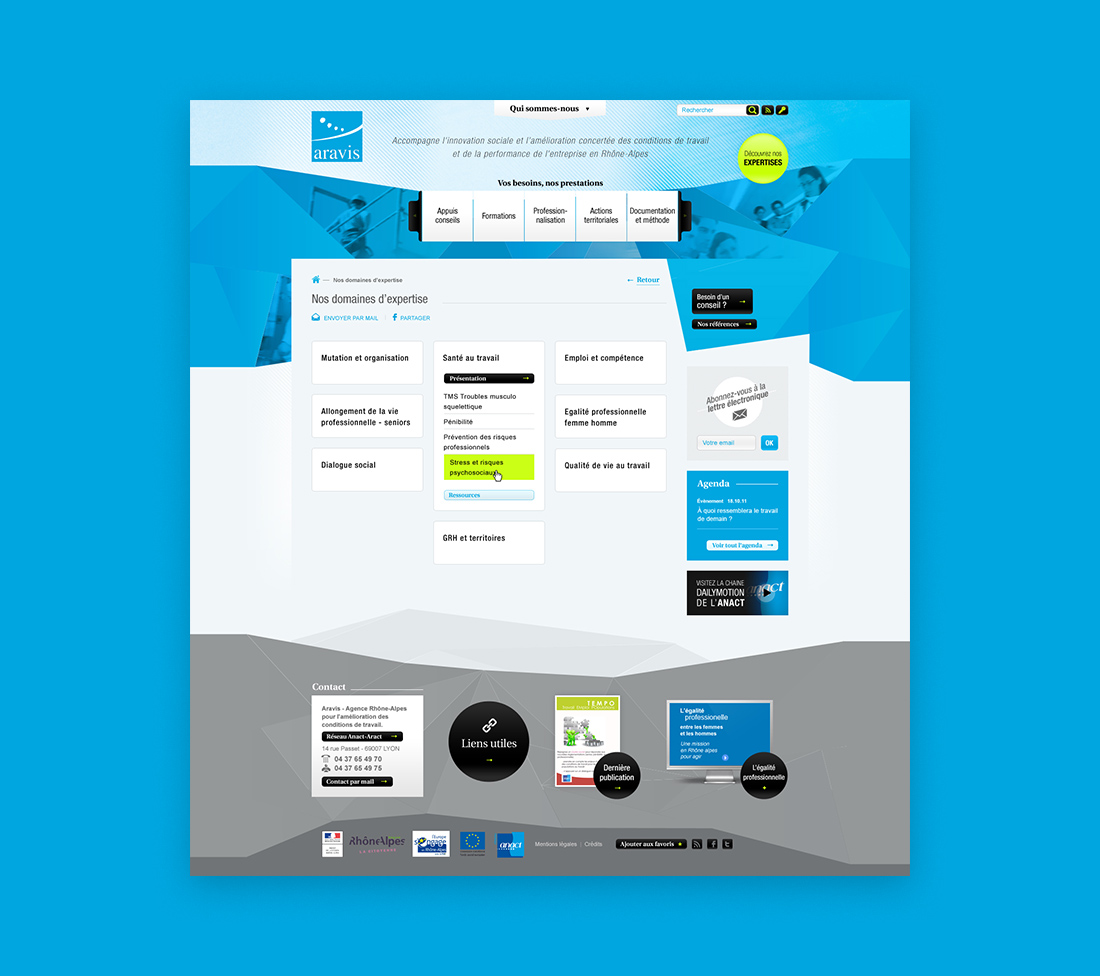 Qui sommes-nous
Rechercher
aravis
Accompagne l'innovation sociale et l'amélioration concertée des conditions de travail
et de la performance de l'entreprise en Rhône-Alpes
Découvrez nos
EXPERTISES
Vos besoins, nos prestations
Appuis
conseils
Formations
Profession-
nalisation
Actions
territoriales
Documentation
et méthode
Nos domaines d'expertise
← Retour
Nos domaines d'expertise
ENVOYER PAR MAIL
PARTAGER
Besoin d'un
conseil ? →
Nos références →
Mutation et organisation
Allongement de la vie
professionnelle - seniors
Dialogue social
Santé au travail
Présentation →
TMS Troubles musculo
squelettique
Pénibilité
Prévention des risques
professionnels
Stress et risques
psychosociaux
Ressources
GRH et territoires
Emploi et compétence
Egalité professionnelle
femme homme
Qualité de vie au travail
Abonnez-vous à la
lettre électronique
Votre email
OK
Agenda
Évènement 18.10.11
À quoi ressemblera le travail
de demain ?
Voir tout l'agenda →
VISITEZ LA CHAINE
DAILYMOTION
DE L'ANACT
anact
Contact
Aravis - Agence Rhône-Alpes
pour l'amélioration des
conditions de travail.
Réseau Anact-Aract →
14 rue Passet - 69007 LYON
04 37 65 49 70
04 37 65 49 75
Contact par mail →
Liens utiles
→
TEMPO
Dernière
publication
→
L'égalité
professionnelle
entre les femmes
et les hommes
Une mission
en Rhône alpes
pour agir
L'égalité
professionnelle
RhôneAlpes
l'Europe
s'engage
en Rhône-Alpes
anact
Mentions légales | Crédits
Ajouter aux favoris